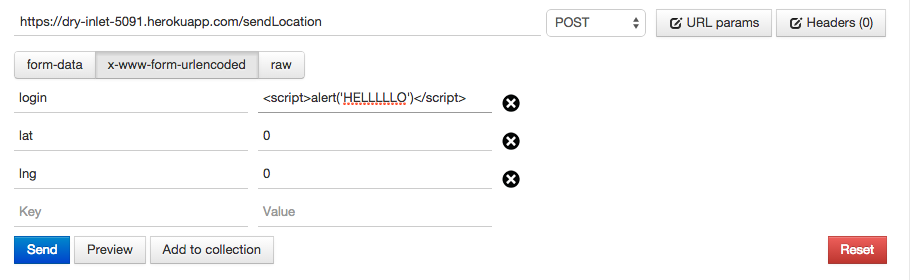 https://dry-inlet-5091.herokuapp.com/sendLocation POST URL params Headers (0)
form-data x-www-form-urlencoded raw
login <script>alert('HELLLLLO')</script>
lat 0
lng 0
Key Value
Send Preview Add to collection Reset